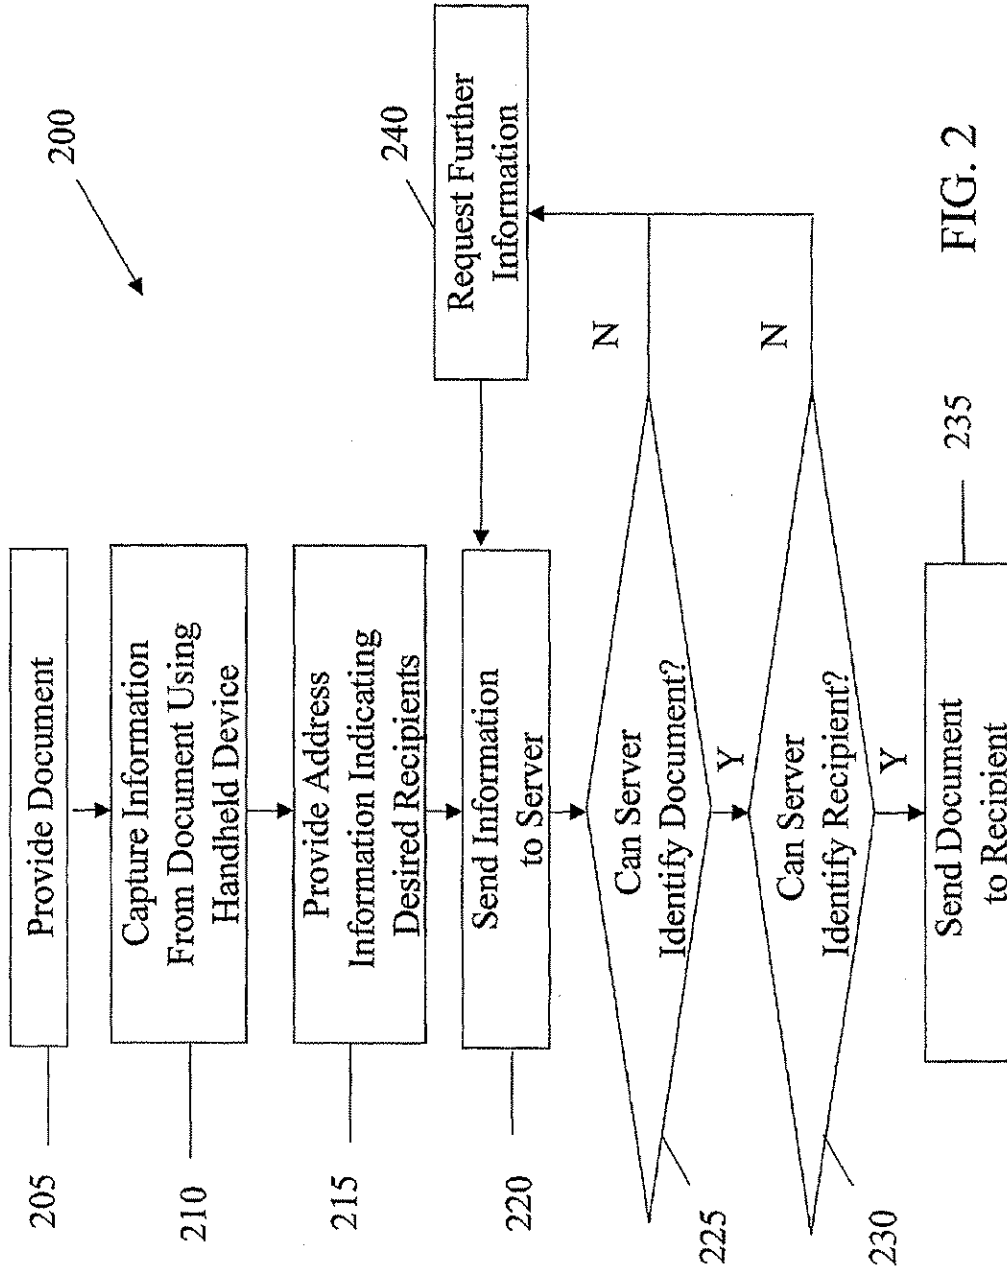 200
205
Provide Document
210
Capture Information
From Document Using
Handheld Device
215
Provide Address
Information Indicating
Desired Recipients
220
Send Information
to Server
240
Request Further
Information
225
Can Server
Identify Document?
N
Y
230
Can Server
Identify Recipient?
N
Y
235
Send Document
to Recipient
FIG. 2